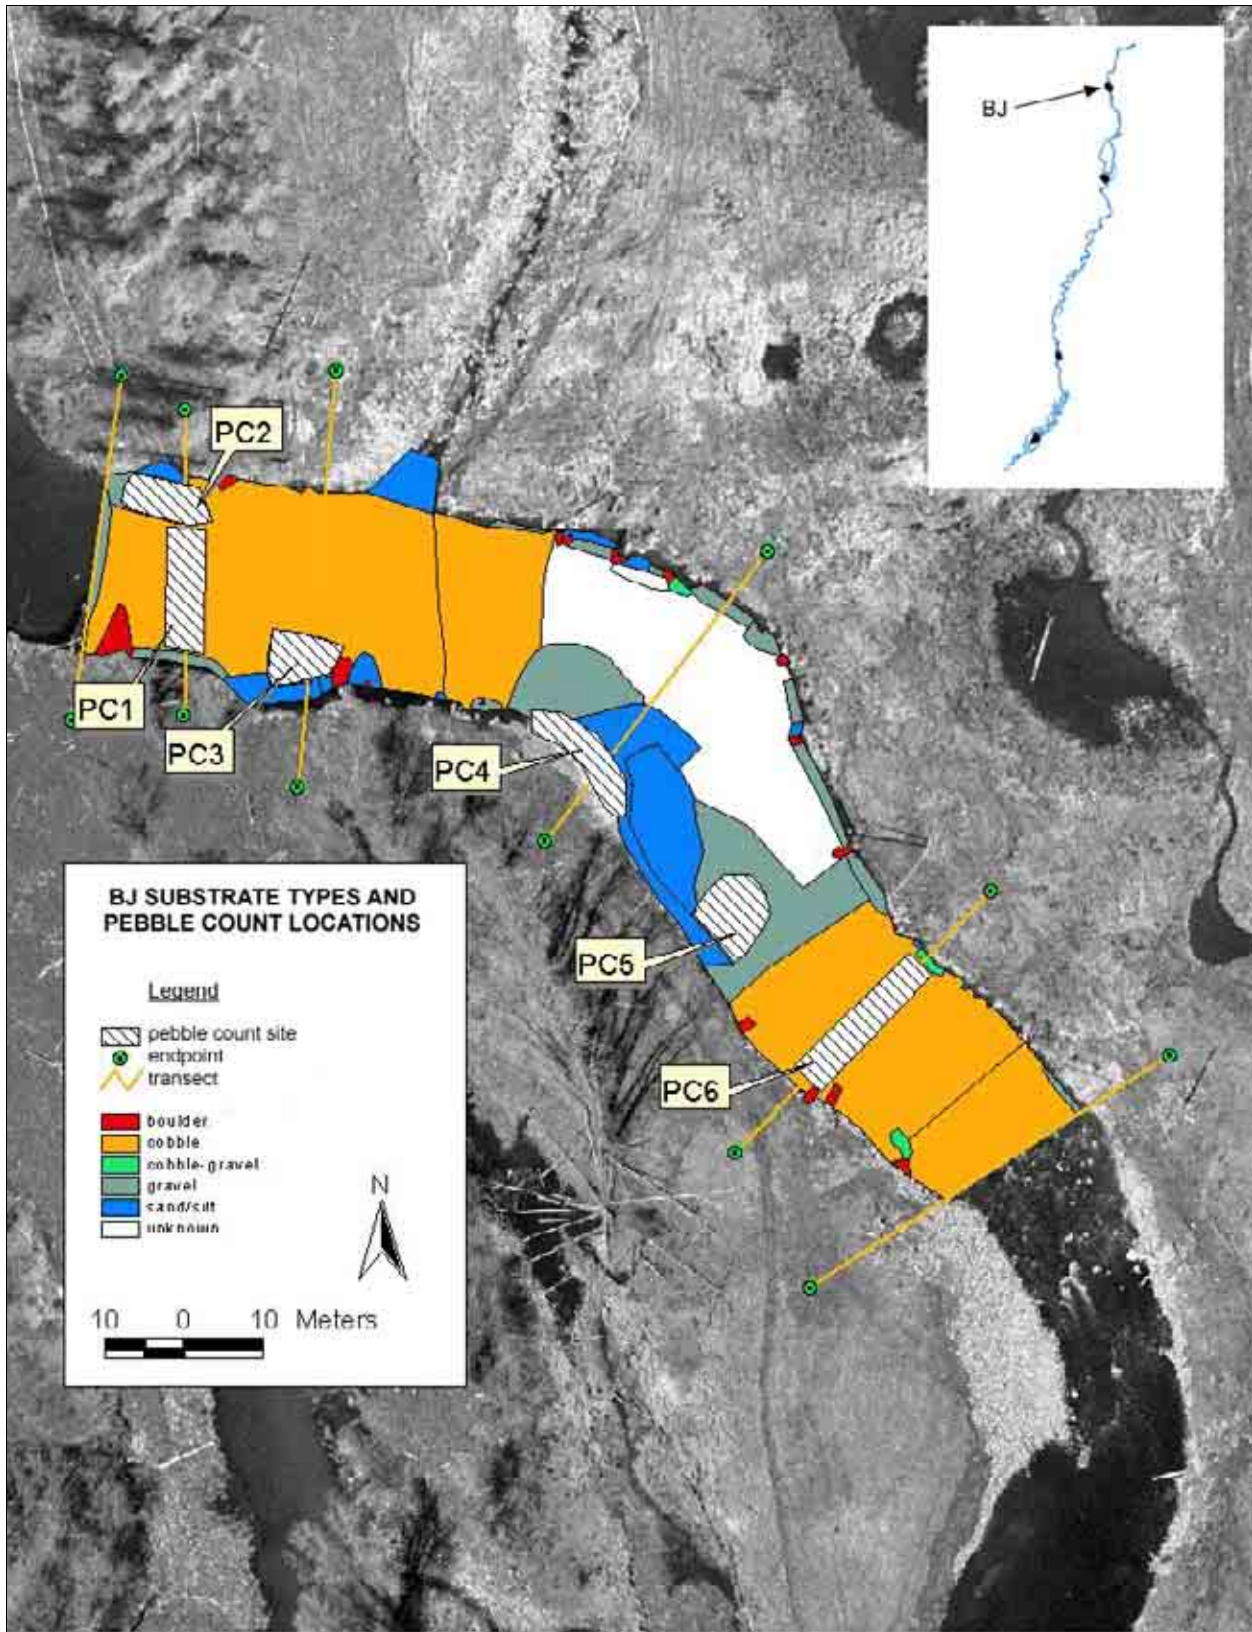 BJ
PC2
PC1
PC3
PC4
PC5
PC6
BJ SUBSTRATE TYPES AND
PEBBLE COUNT LOCATIONS
Legend
pebble count site
endpoint
transect
boulder
cobble
cobble-gravel
gravel
sand/silt
unknown
N
10 0 10 Meters